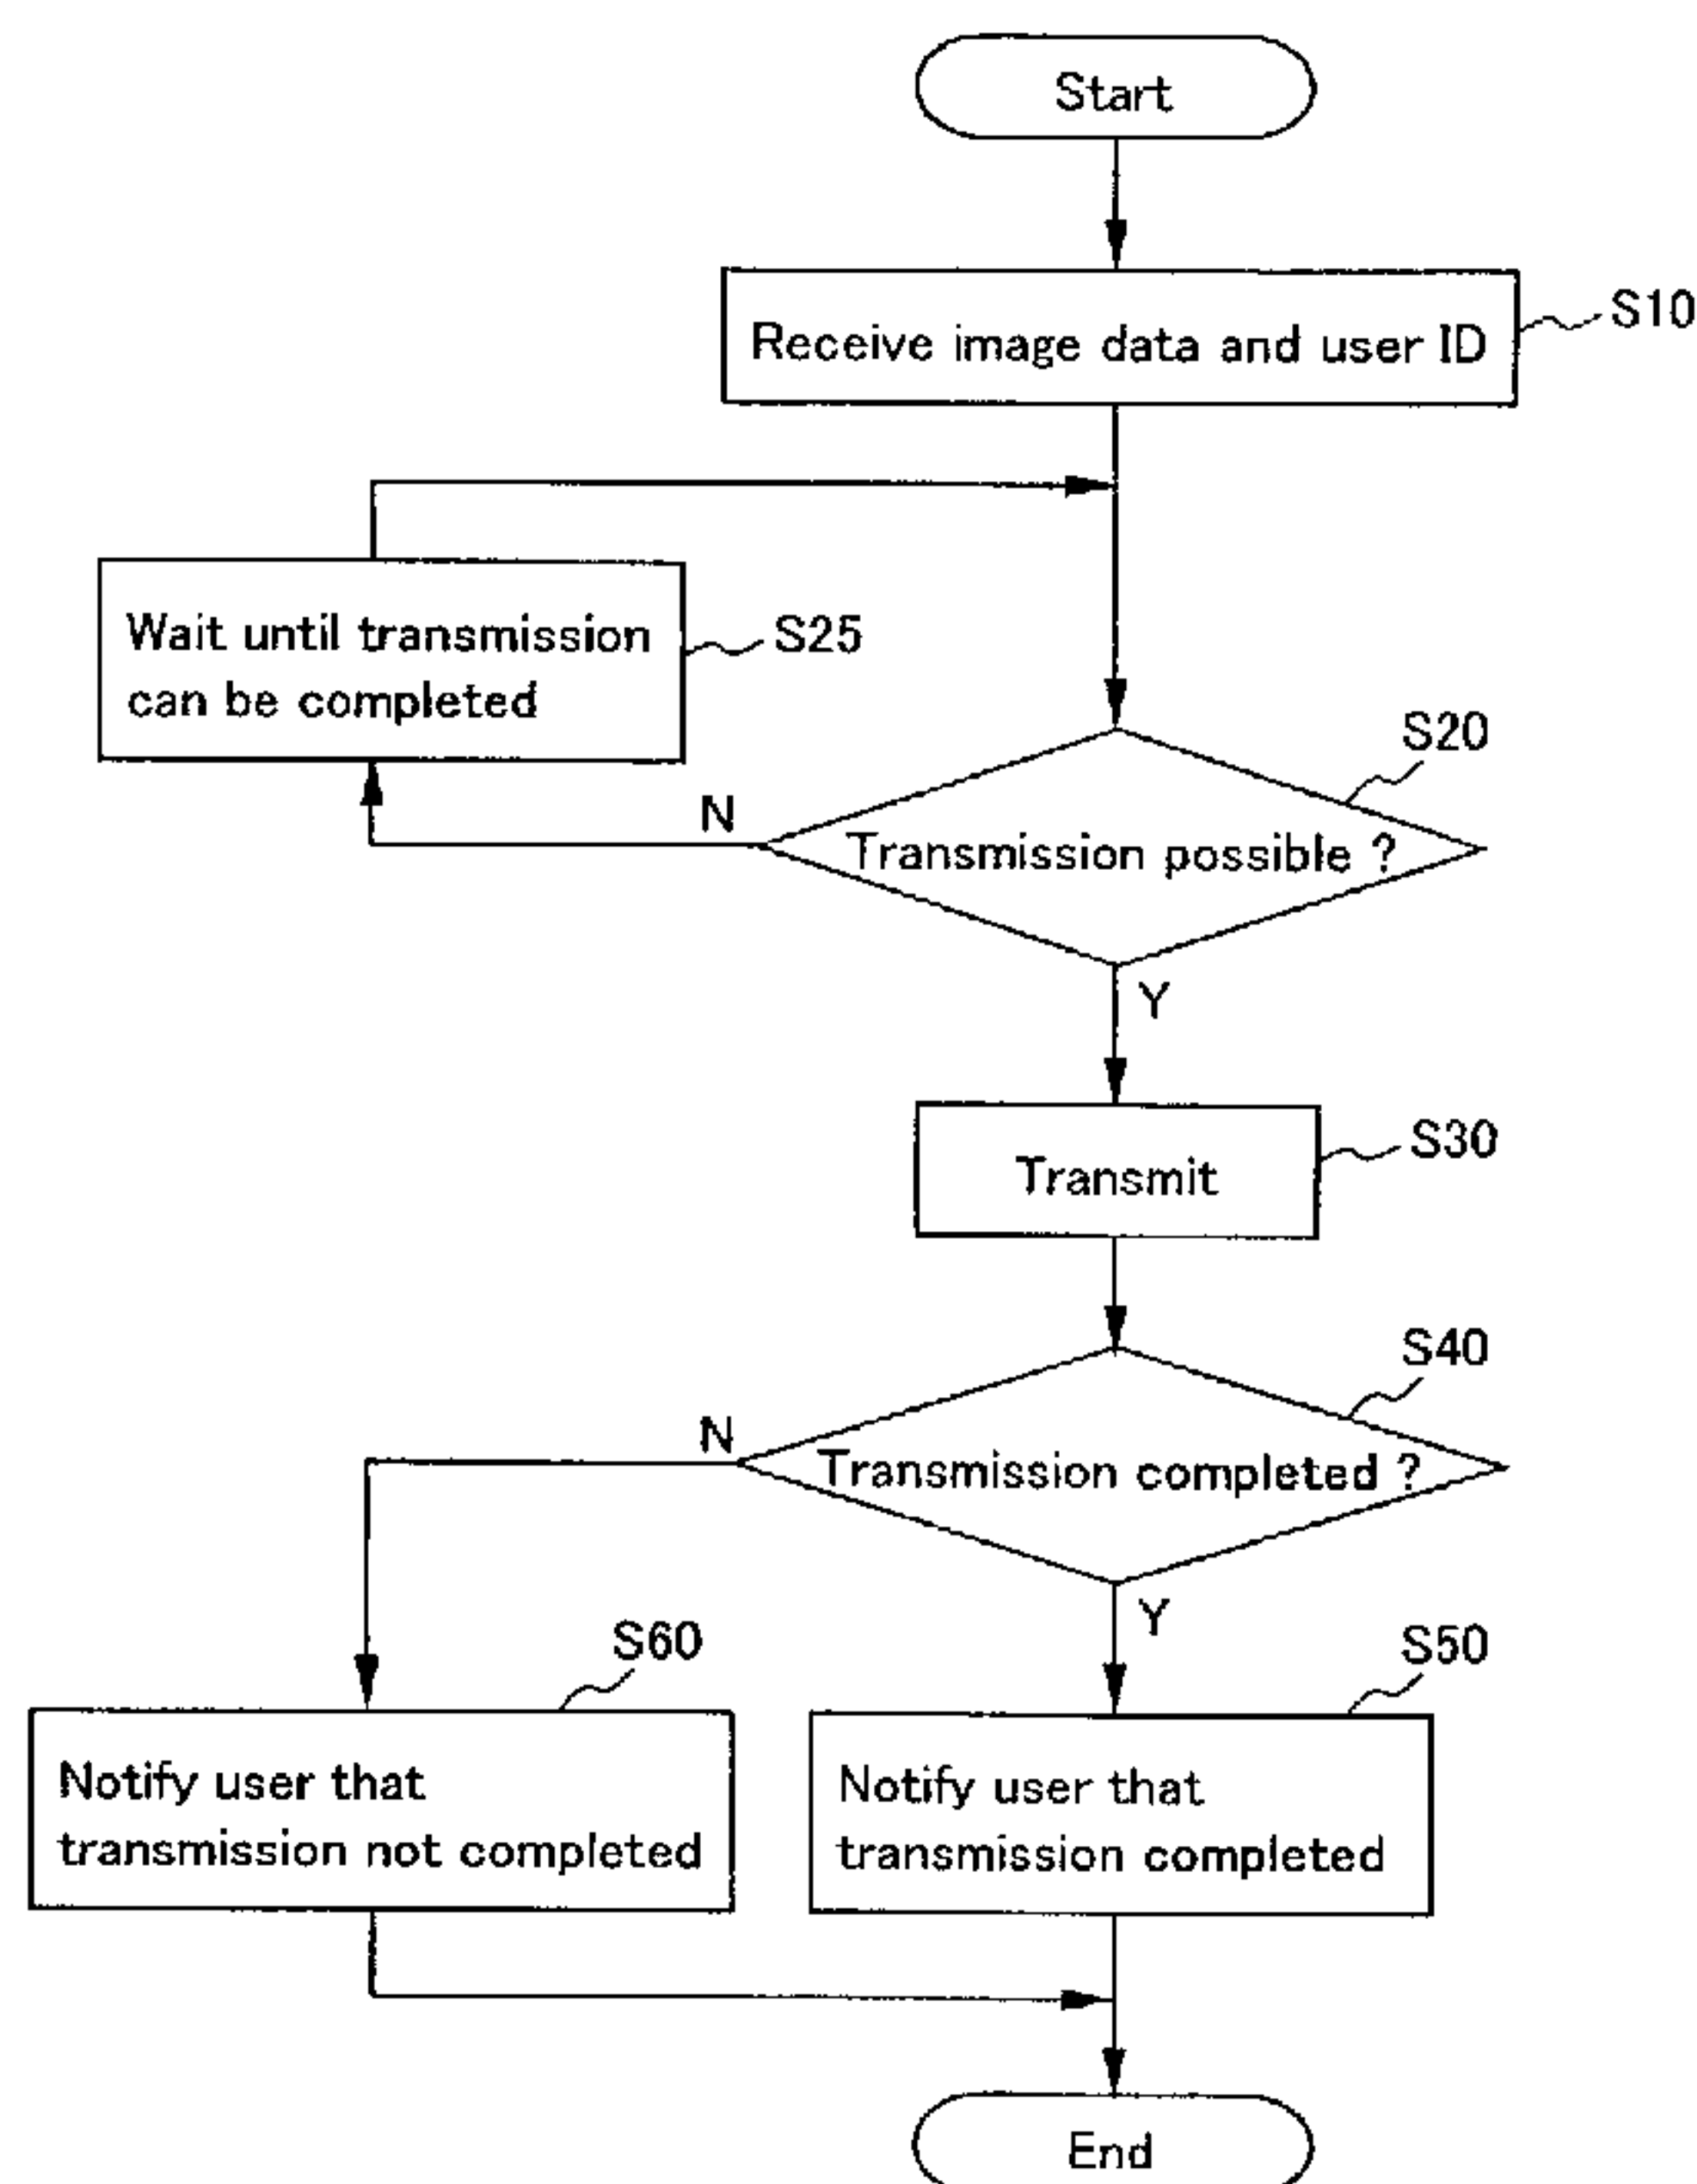 Start
Receive image data and user ID
S10
Wait until transmission
can be completed
S25
S20
N
Transmission possible ?
Y
Transmit
S30
S40
N
Transmission completed ?
Y
S60
S50
Notify user that
transmission not completed
Notify user that
transmission completed
End